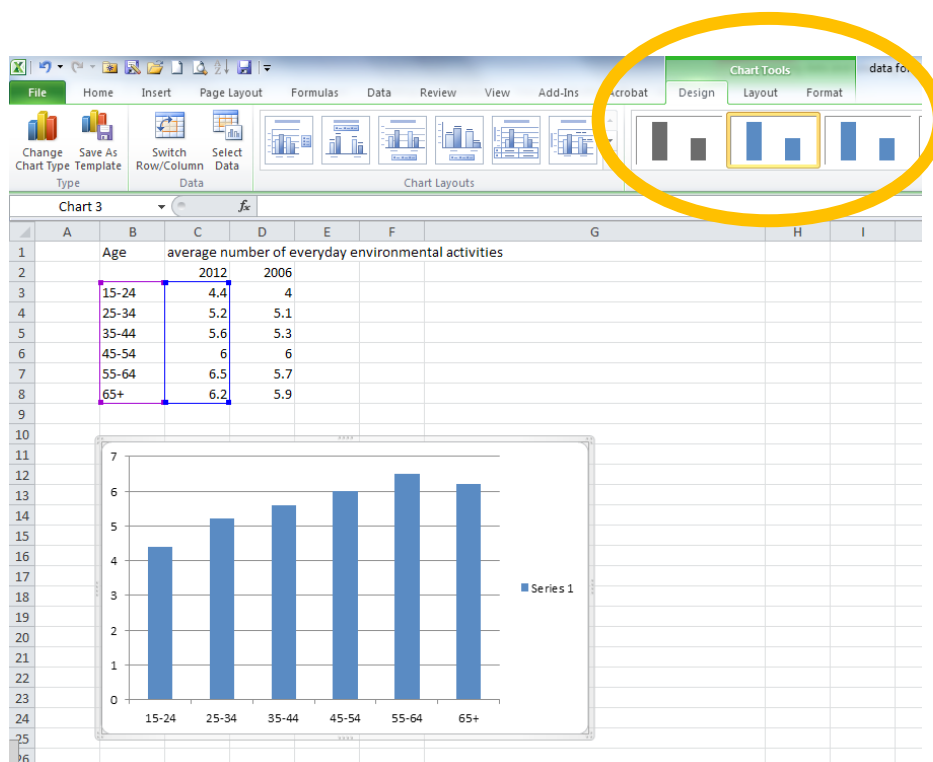 Chart Tools data fo
File Home Insert Page Layout Formulas Data Review View Add-Ins Acrobat Design Layout Format
Change Chart Type Save As Template Switch Row/Column Select Data
Type Data Chart Layouts
Chart 3 fx
A B C D E F G H I
1 Age average number of everyday environmental activities
2 2012 2006
3 15-24 4.4 4
4 25-34 5.2 5.1
5 35-44 5.6 5.3
6 45-54 6 6
7 55-64 6.5 5.7
8 65+ 6.2 5.9
9
10
11
12
13
14
15
16
17
18
19
20
21
22
23
24
25
26
7
6
5
4
3
2
1
0
Series 1
15-24 25-34 35-44 45-54 55-64 65+